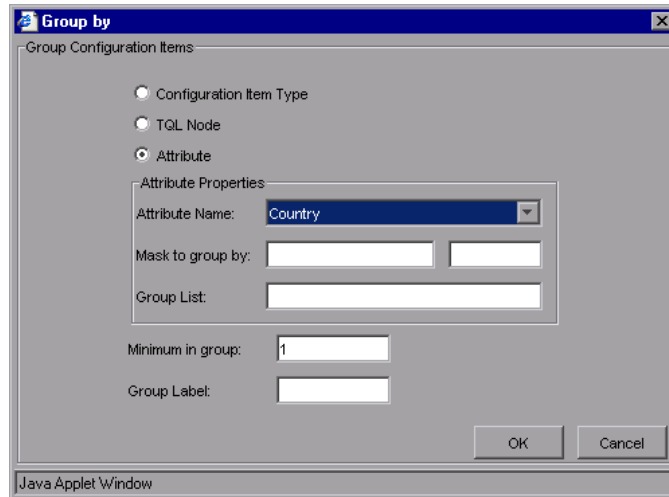 Group by
Group Configuration Items
Configuration Item Type
TQL Node
Attribute
Attribute Properties
Attribute Name: Country
Mask to group by:
Group List:
Minimum in group: 1
Group Label:
OK Cancel
Java Applet Window